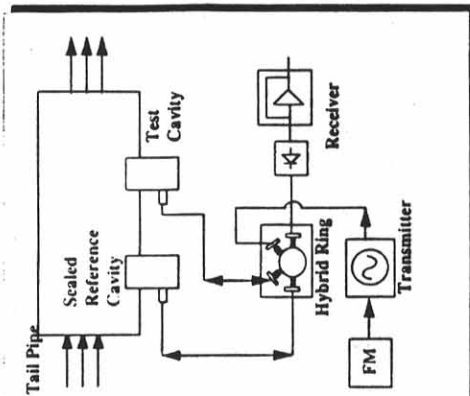 Tail Pipe
Sealed
Reference
Cavity
Test
Cavity
Hybrid Ring
Receiver
Transmitter
FM